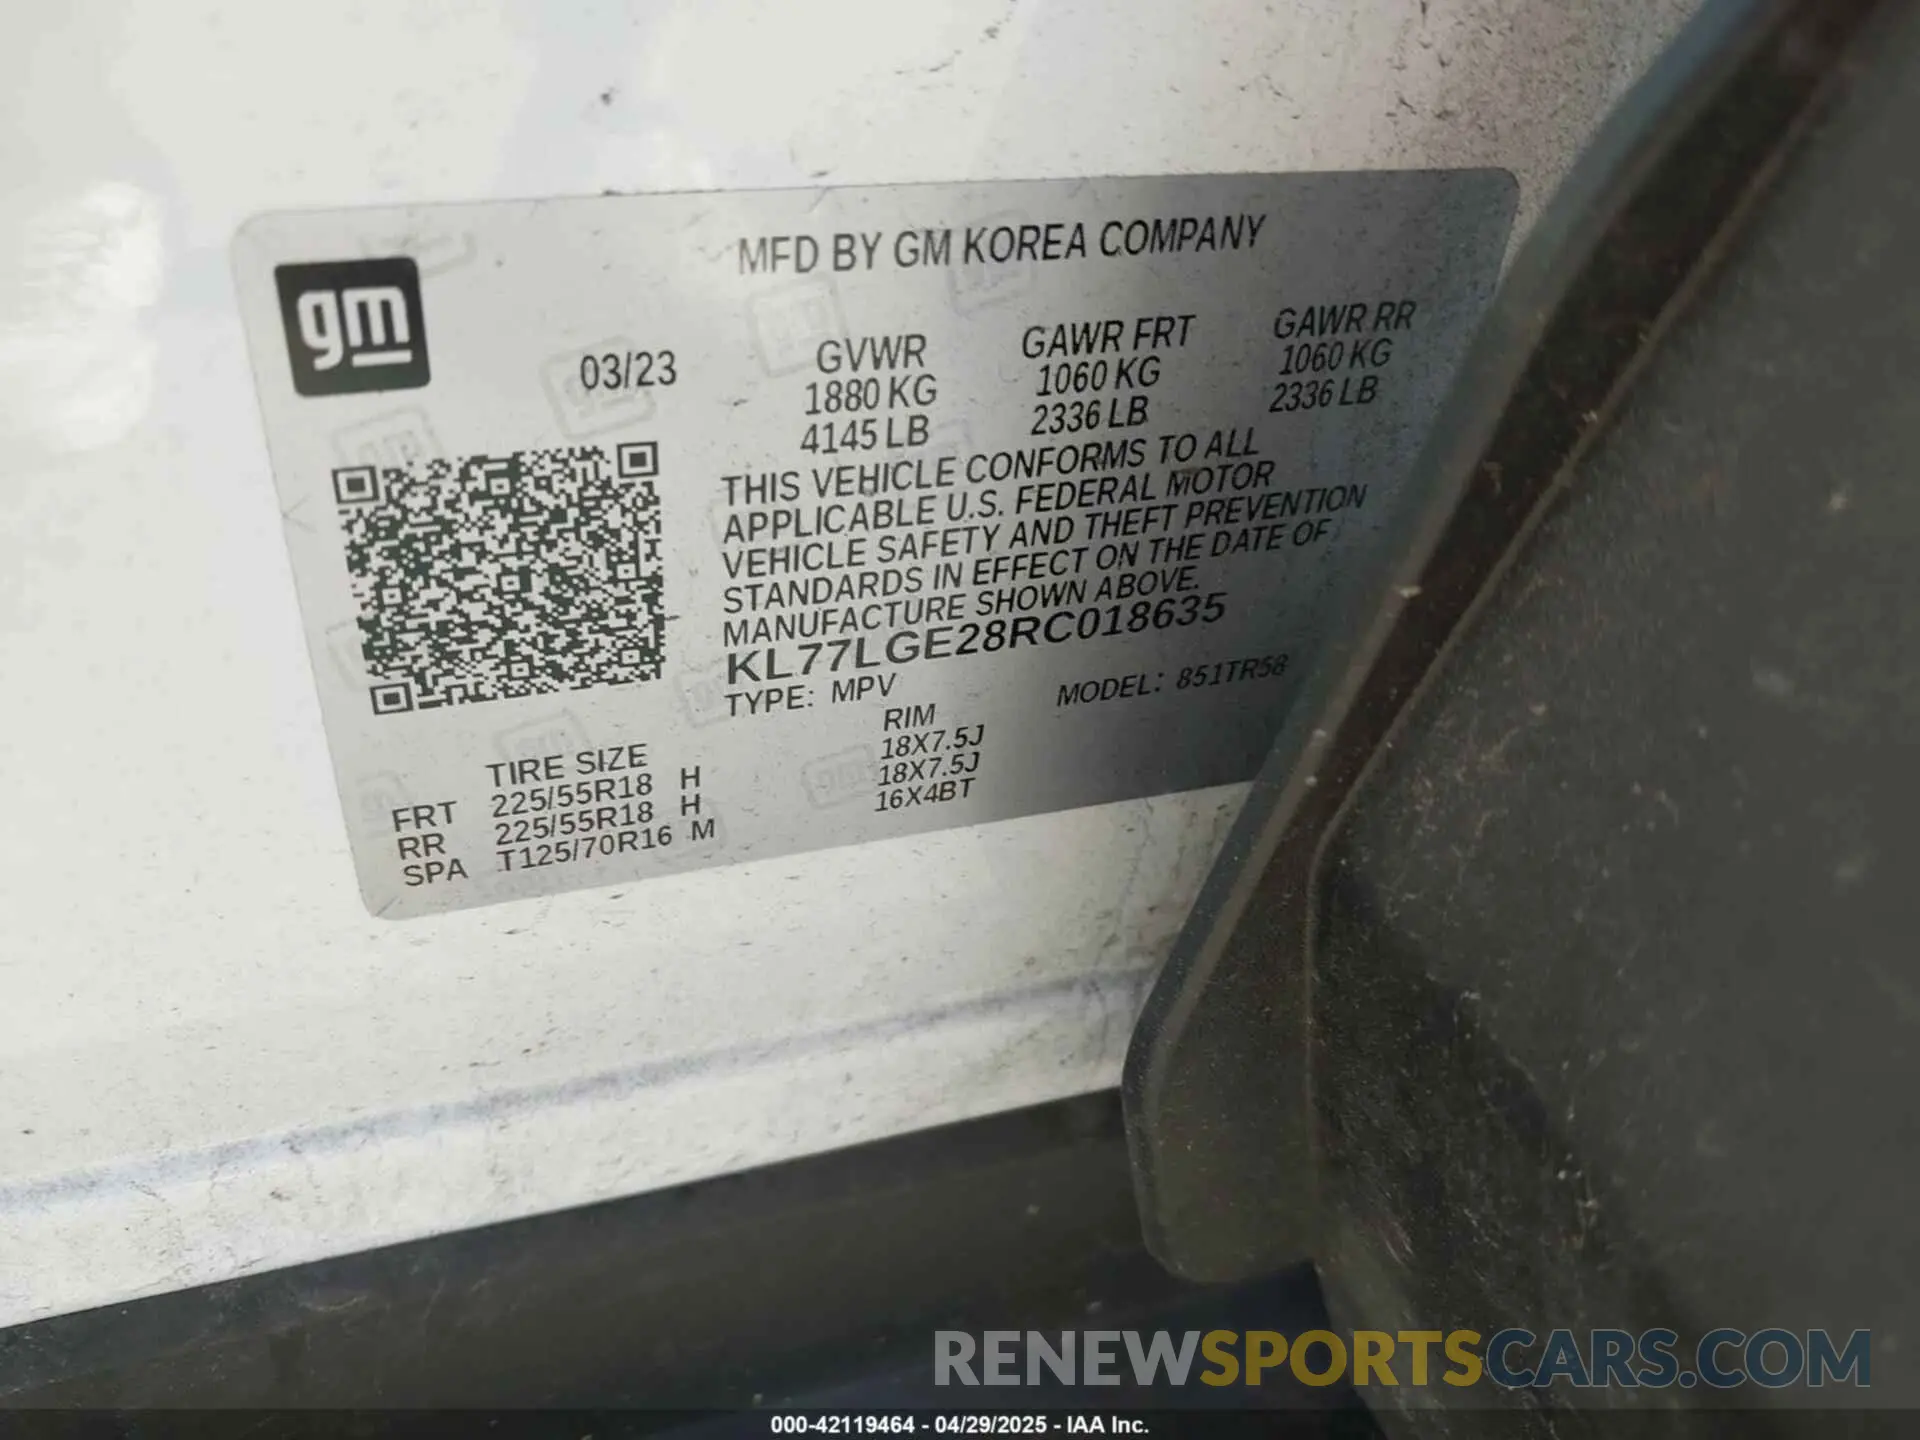 MFD BY GM KOREA COMPANY
gm
03/23
GVWR GAWR FRT GAWR RR
1880 KG 1060 KG 1060 KG
4145 LB 2336 LB 2336 LB
THIS VEHICLE CONFORMS TO ALL
APPLICABLE U.S. FEDERAL MOTOR
VEHICLE SAFETY AND THEFT PREVENTION
STANDARDS IN EFFECT ON THE DATE OF
MANUFACTURE SHOWN ABOVE.
KL77LGE28RC018635
TYPE: MPV MODEL: 851TR58
TIRE SIZE RIM
FRT 225/55R18 H 18X7.5J
RR 225/55R18 H 18X7.5J
SPA T125/70R16 M 16X4BT
RENEWSPORTSCARS.COM
000-42119464 - 04/29/2025 - IAA Inc.